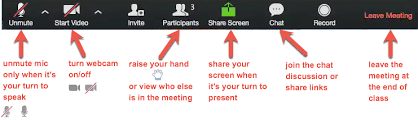 Unmute
Start Video
Invite
Participants
3
Share Screen
Chat
Record
Leave Meeting
unmute mic
only when it's
your turn to
speak
turn webcam
on/off
raise your hand
or view who else
is in the meeting
share your
screen when
it's your turn to
present
join the chat
discussion or
share links
leave the
meeting at
the end of
class